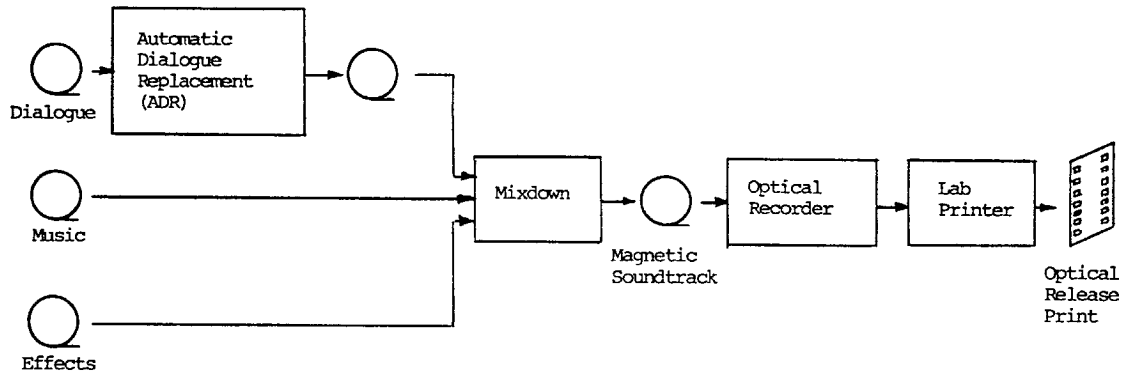 Automatic
Dialogue
Replacement
(ADR)
Dialogue
Music
Effects
Mixdown
Magnetic
Soundtrack
Optical
Recorder
Lab
Printer
Optical
Release
Print